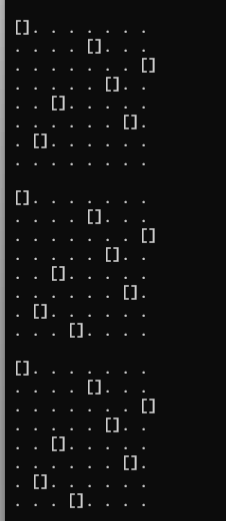 []. . . . . . .
. . . . []. . .
. . . . . . . []
. . . . . []. .
. . []. . . . .
. . . . . . [].
. []. . . . . .
. . . . . . . .

[]. . . . . . .
. . . . []. . .
. . . . . . . []
. . . . . []. .
. . []. . . . .
. . . . . . [].
. []. . . . . .
. . . []. . . .

[]. . . . . . .
. . . . []. . .
. . . . . . . []
. . . . . []. .
. . []. . . . .
. . . . . . [].
. []. . . . . .
. . . []. . . .